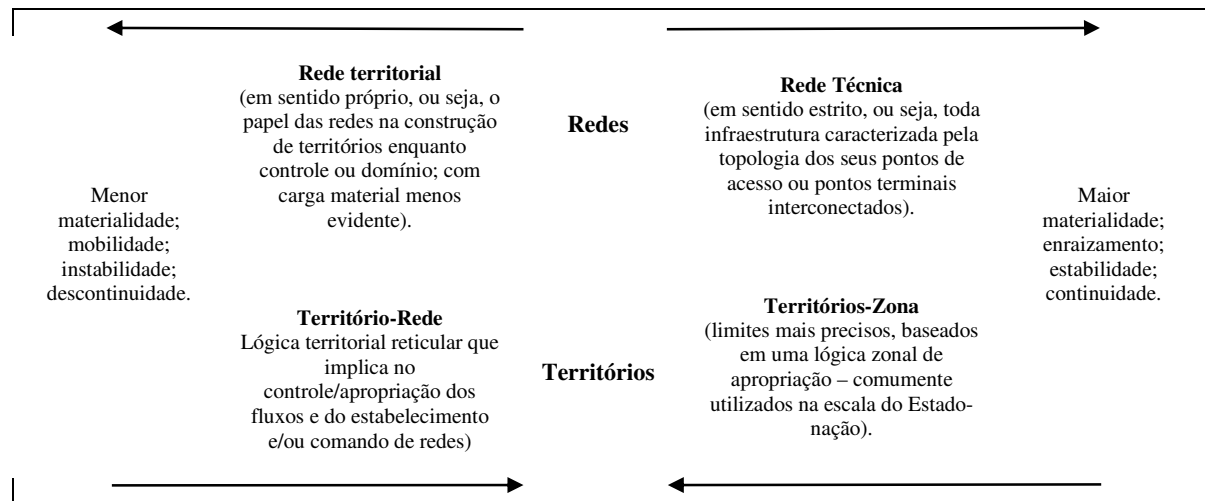 Rede territorial
(em sentido próprio, ou seja, o
papel das redes na construção
de territórios enquanto
controle ou domínio; com
carga material menos
evidente).
Redes
Rede Técnica
(em sentido estrito, ou seja, toda
infraestrutura caracterizada pela
topologia dos seus pontos de
acesso ou pontos terminais
interconectados).
Menor
materialidade;
mobilidade;
instabilidade;
descontinuidade.
Maior
materialidade;
enraizamento;
estabilidade;
continuidade.
Território-Rede
Lógica territorial reticular que
implica no
controle/apropriação dos
fluxos e do estabelecimento
e/ou comando de redes)
Territórios
Territórios-Zona
(limites mais precisos, baseados
em uma lógica zonal de
apropriação – comumente
utilizados na escala do Estado-
nação).